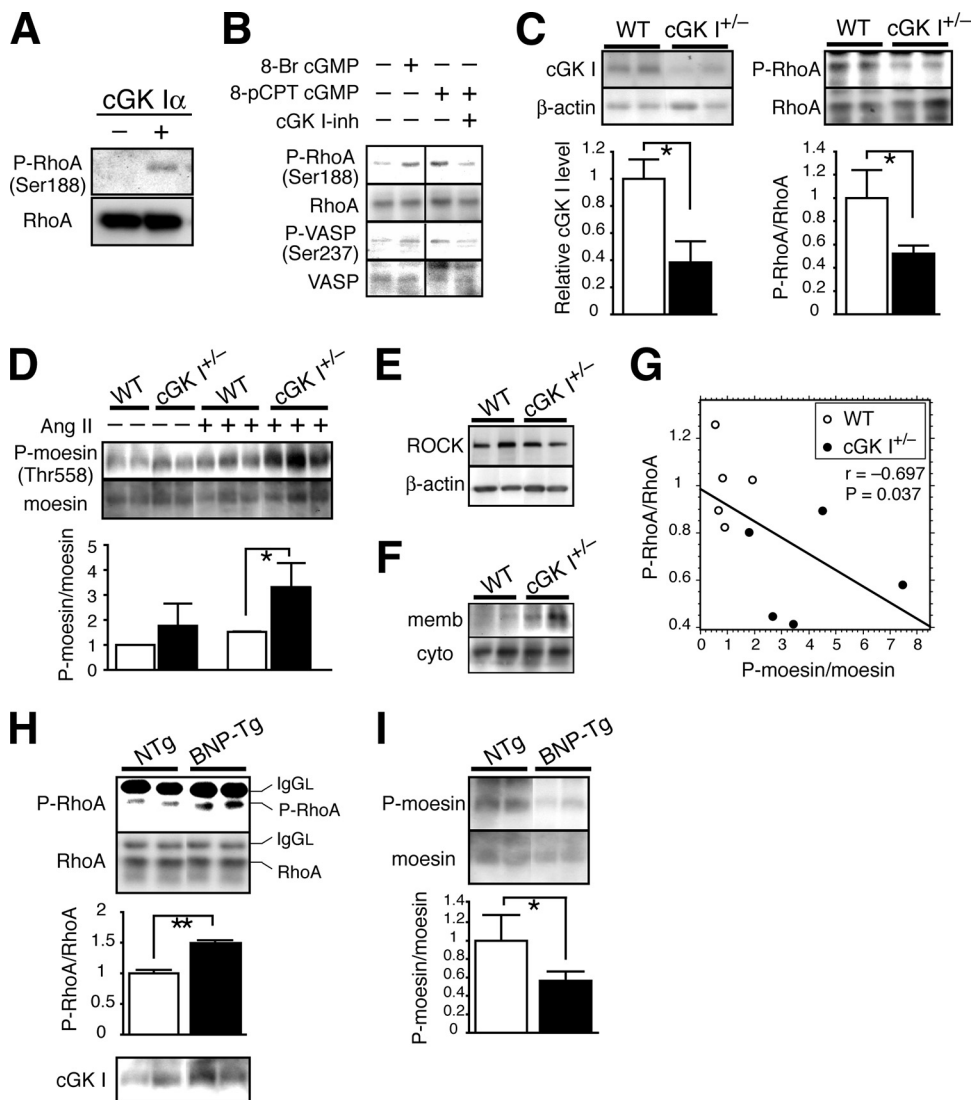 A
cGK Iα
− +
P-RhoA
(Ser188)
RhoA
B
8-Br cGMP − + − −
8-pCPT cGMP − − + +
cGK I-inh − − − +
P-RhoA
(Ser188)
RhoA
P-VASP
(Ser237)
VASP
C
WT cGK I+/−
cGK I
β-actin
Relative cGK I level
1.2
1
0.8
0.6
0.4
0.2
0
*
WT cGK I+/−
P-RhoA
RhoA
P-RhoA/RhoA
1.4
1.2
1
0.8
0.6
0.4
0.2
0
*
D
WT cGK I+/− WT cGK I+/−
Ang II − − − − + + + + + +
P-moesin
(Thr558)
moesin
P-moesin/moesin
5
4
3
2
1
0
*
E
WT cGK I+/−
ROCK
β-actin
F
WT cGK I+/−
memb
cyto
G
WT
cGK I+/−
r = −0.697
P = 0.037
P-RhoA/RhoA
1.2
1
0.8
0.6
0.4
0 1 2 3 4 5 6 7 8
P-moesin/moesin
H
NTg BNP-Tg
P-RhoA
IgGL
P-RhoA
RhoA
IgGL
RhoA
P-RhoA/RhoA
2
1.5
1
0.5
0
**
cGK I
I
NTg BNP-Tg
P-moesin
moesin
P-moesin/moesin
1.4
1.2
1
0.8
0.6
0.4
0.2
0
*